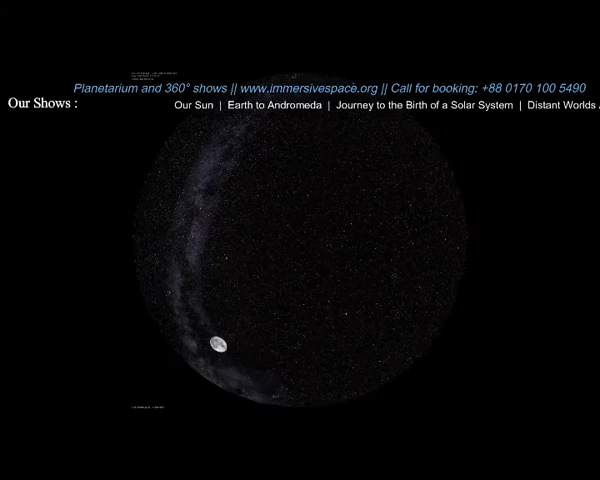 Planetarium and 360° shows || www.immersivespace.org || Call for booking: +88 0170 100 5490
Our Shows : Our Sun | Earth to Andromeda | Journey to the Birth of a Solar System | Distant Worlds